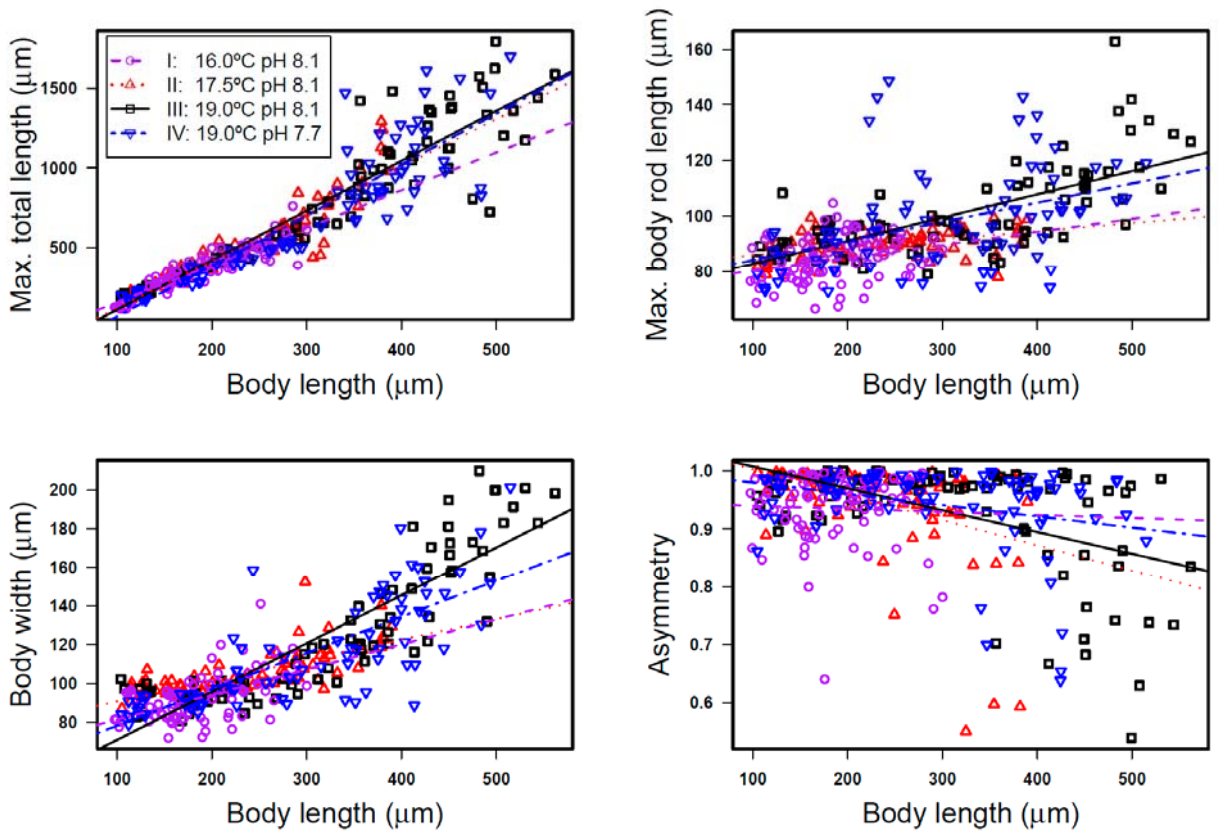 Max. total length (μm)
1500
1000
500
I: 16.0ºC pH 8.1
II: 17.5ºC pH 8.1
III: 19.0ºC pH 8.1
IV: 19.0ºC pH 7.7
100 200 300 400 500
Body length (μm)
Max. body rod length (μm)
160
140
120
100
80
100 200 300 400 500
Body length (μm)
Body width (μm)
200
180
160
140
120
100
80
100 200 300 400 500
Body length (μm)
Asymmetry
1.0
0.9
0.8
0.7
0.6
100 200 300 400 500
Body length (μm)